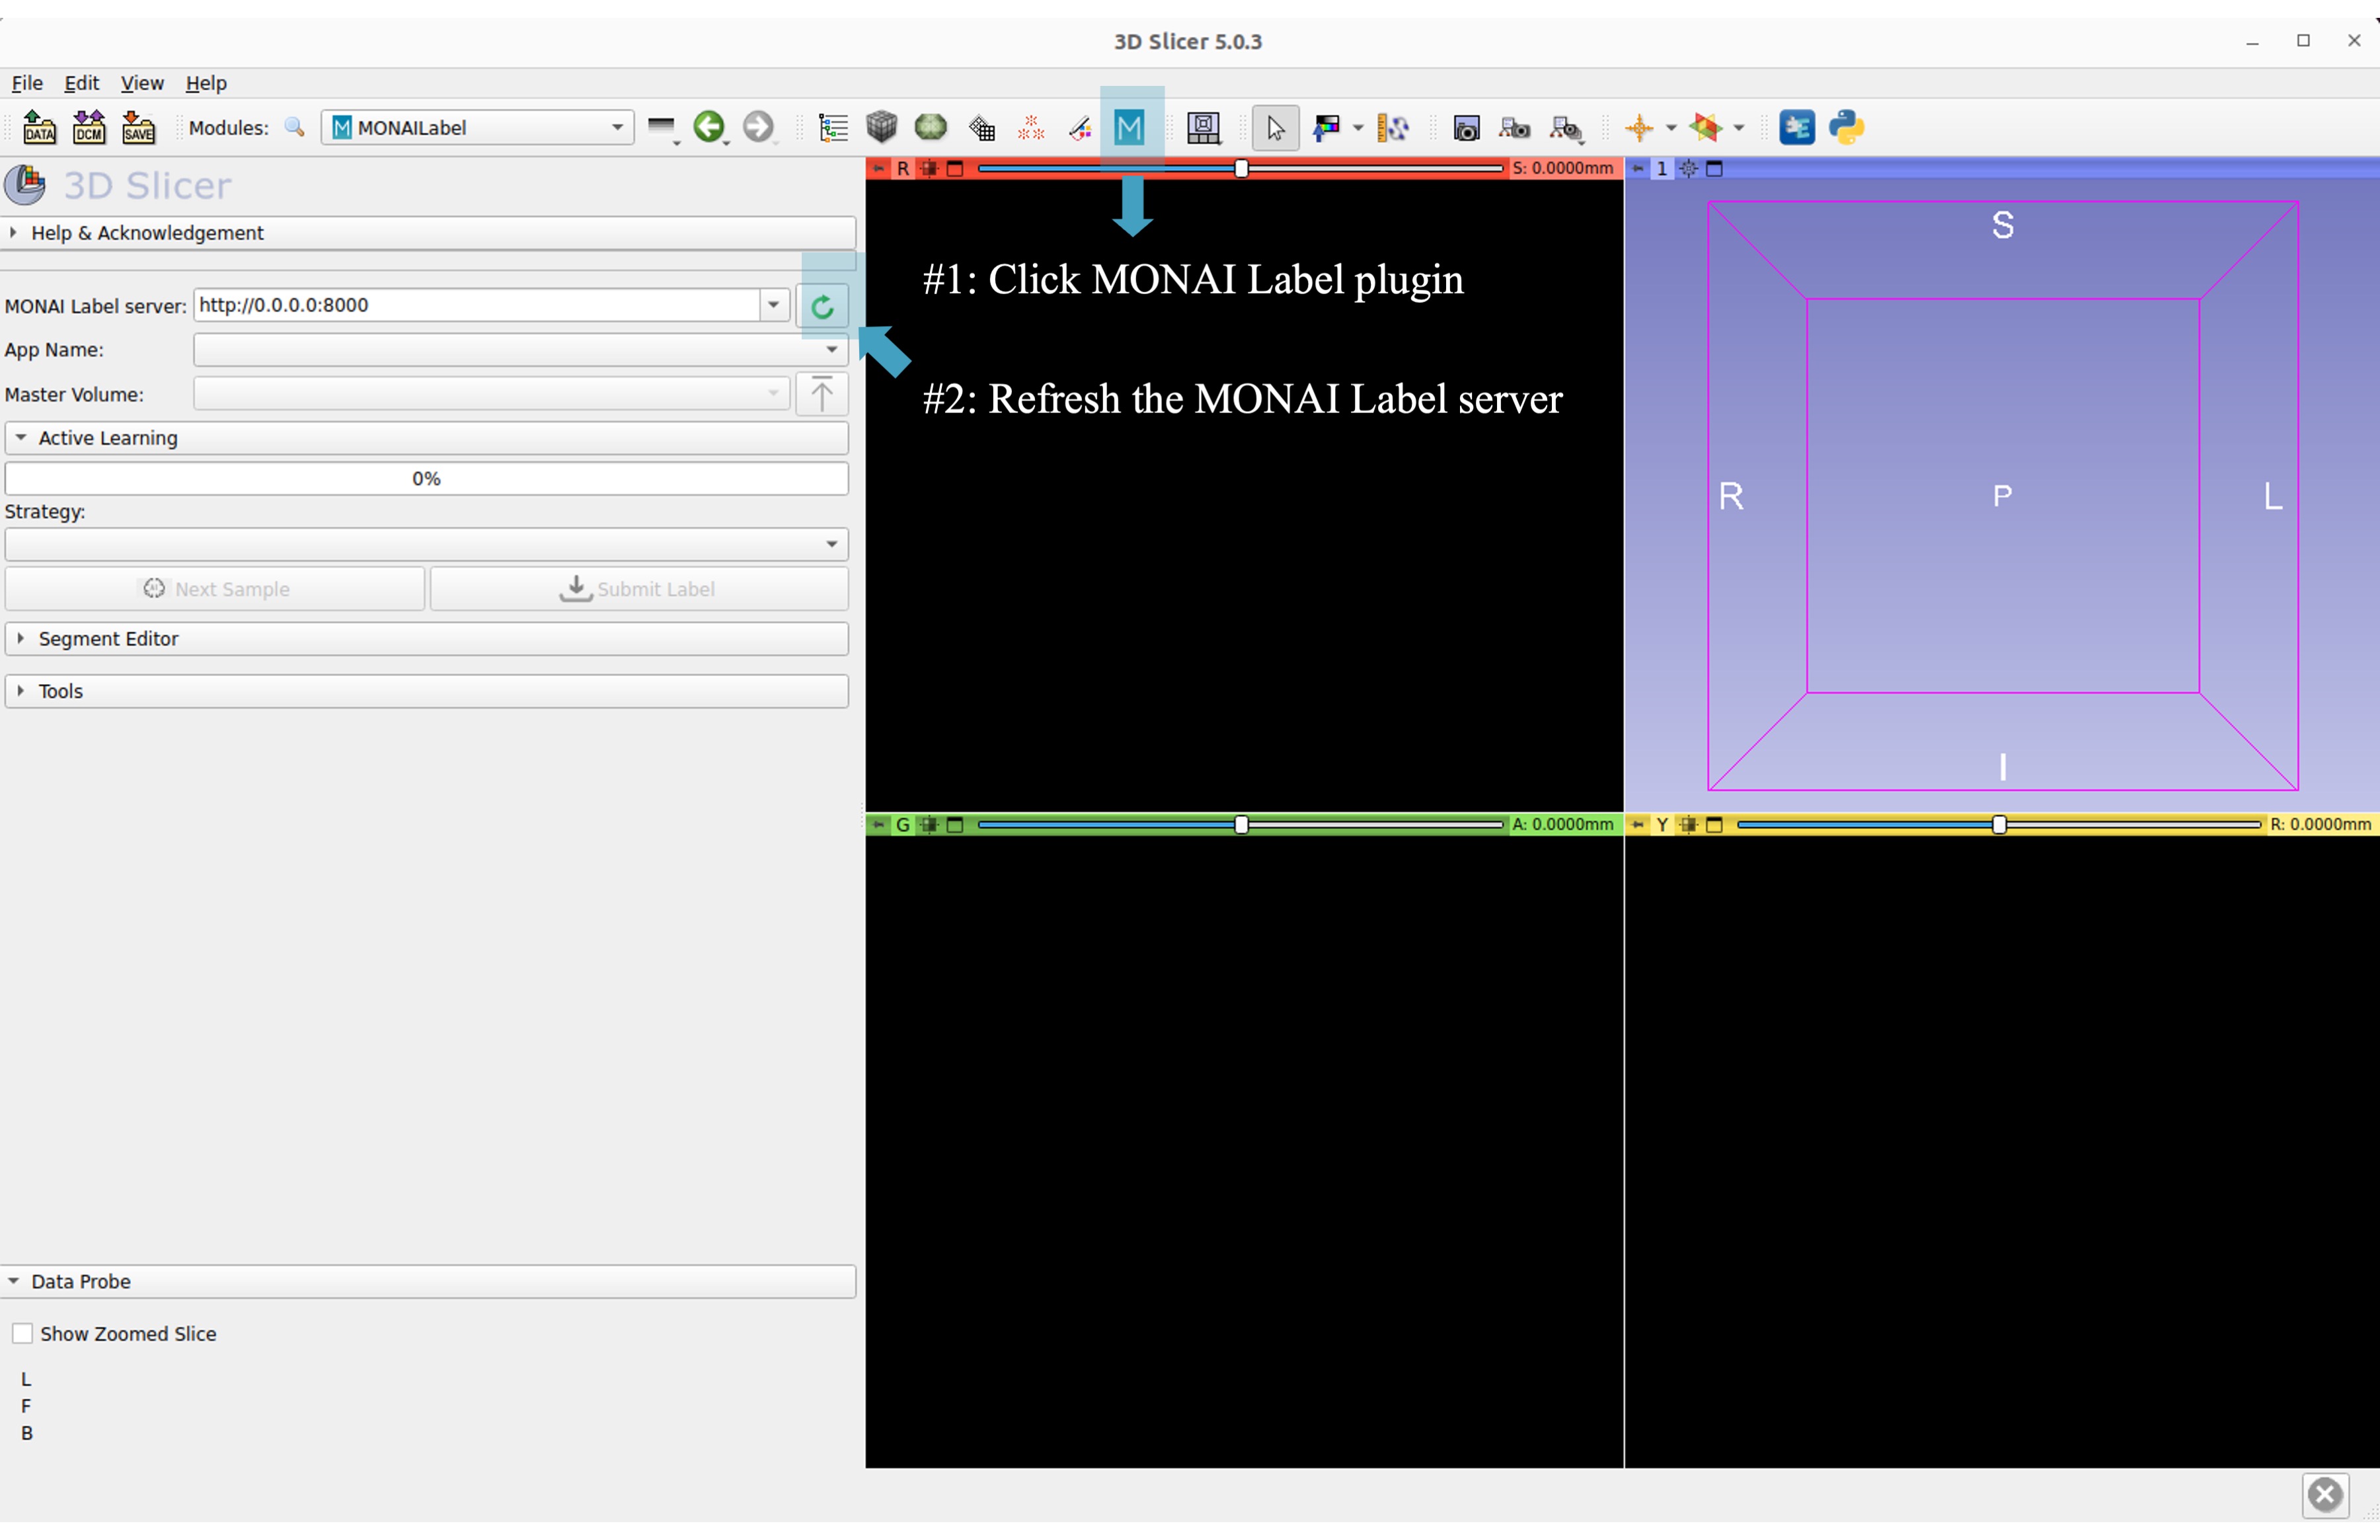 3D Slicer 5.0.3
File Edit View Help
DATA DCM SAVE Modules: M MONAILabel M
3D Slicer
Help & Acknowledgement
MONAI Label server: http://0.0.0.0:8000
App Name:
Master Volume:
Active Learning
0%
Strategy:
Next Sample Submit Label
Segment Editor
Tools
Data Probe
Show Zoomed Slice
L
F
B
R S: 0.0000mm
#1: Click MONAI Label plugin
#2: Refresh the MONAI Label server
1
S
R P L
I
G A: 0.0000mm
Y R: 0.0000mm